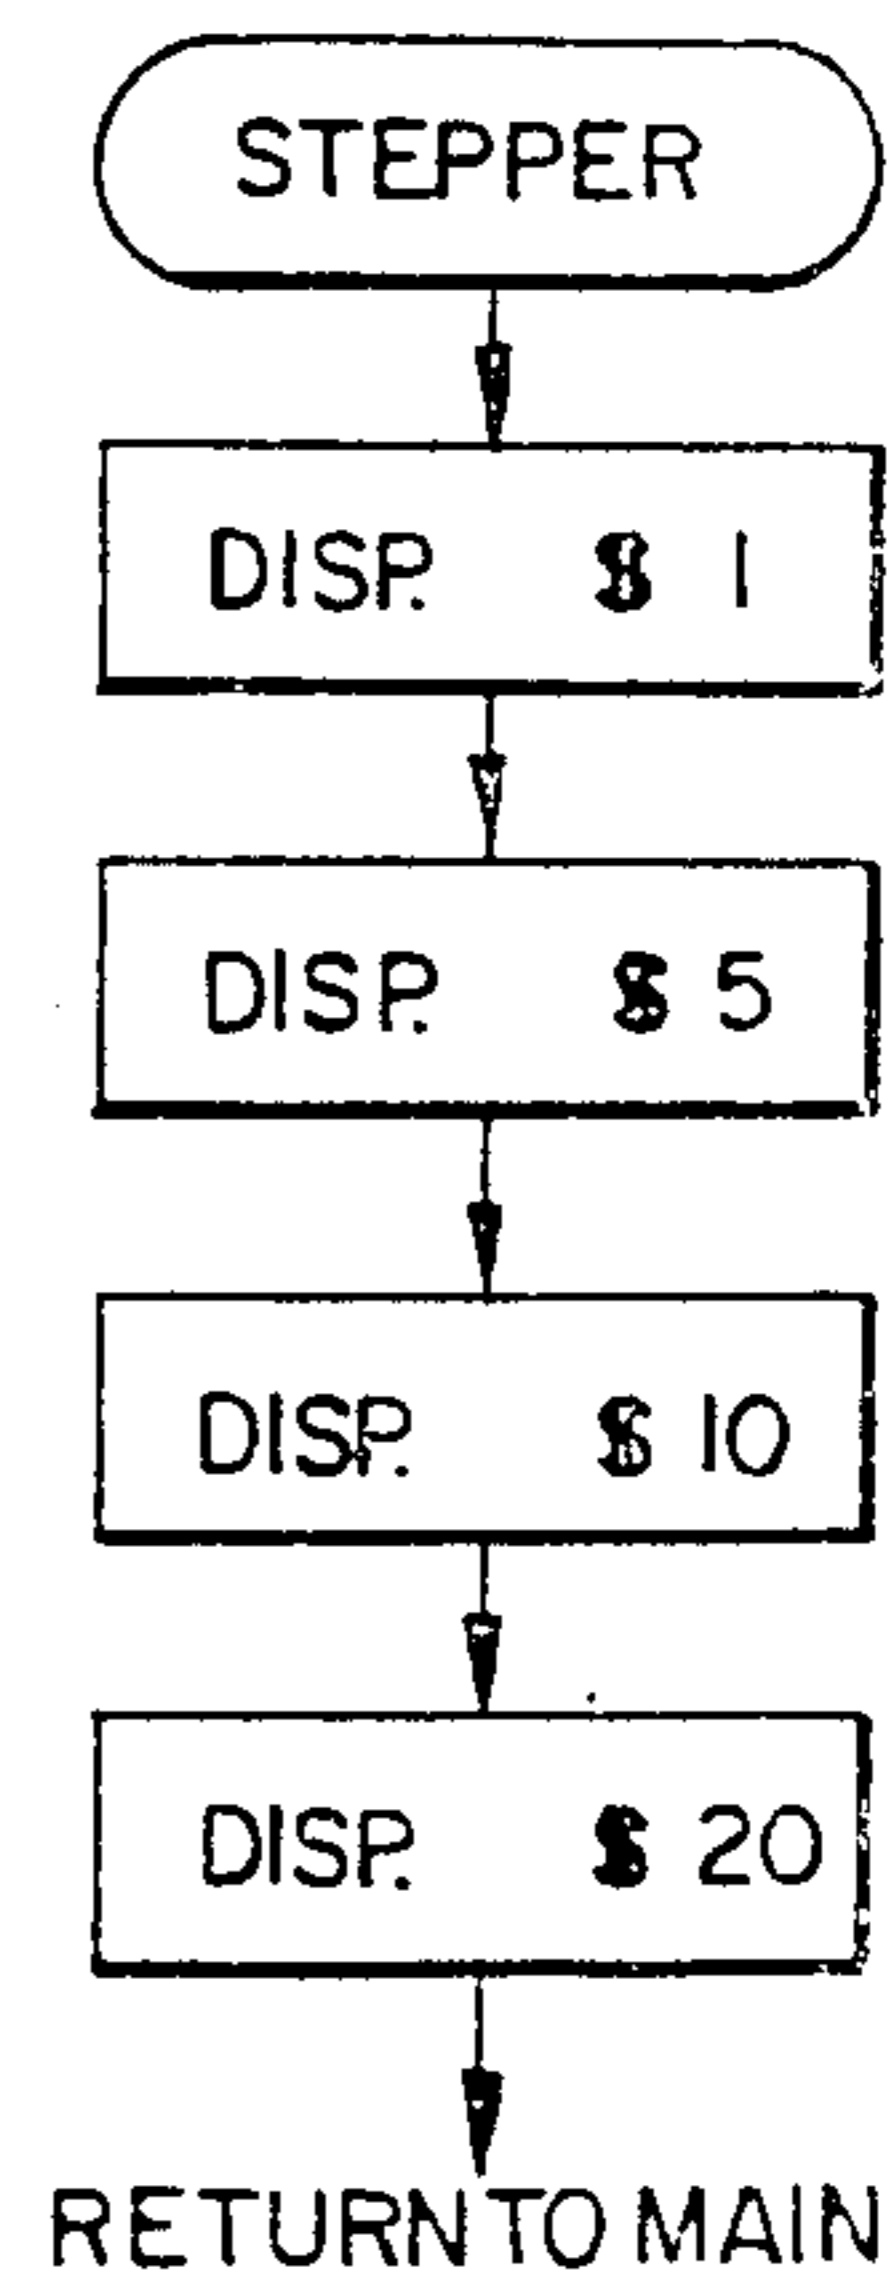 STEPPER
DISP. $ 1
DISP. $ 5
DISP. $ 10
DISP. $ 20
RETURN TO MAIN